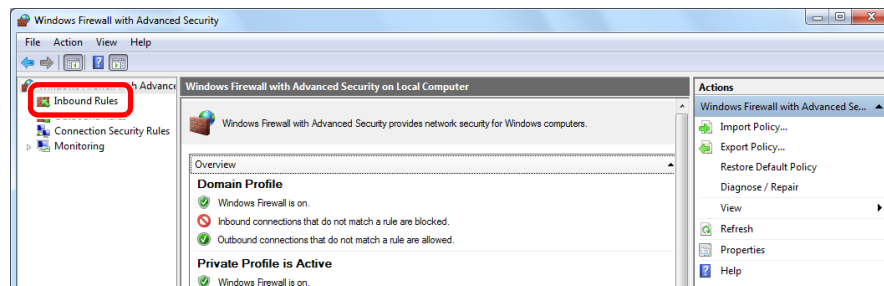 Windows Firewall with Advanced Security
File Action View Help
h Advance
Inbound Rules
Connection Security Rules
Monitoring
Windows Firewall with Advanced Security on Local Computer
Windows Firewall with Advanced Security provides network security for Windows computers.
Overview
Domain Profile
Windows Firewall is on.
Inbound connections that do not match a rule are blocked.
Outbound connections that do not match a rule are allowed.
Private Profile is Active
Windows Firewall is on.
Actions
Windows Firewall with Advanced Se...
Import Policy...
Export Policy...
Restore Default Policy
Diagnose / Repair
View
Refresh
Properties
Help